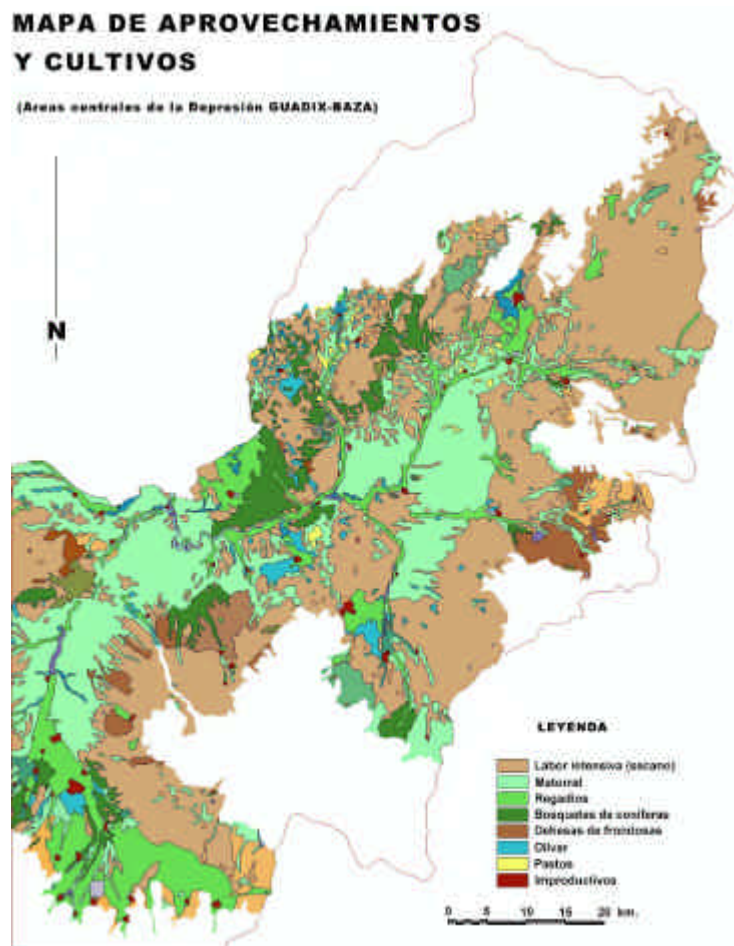 MAPA DE APROVECHAMIENTOS
Y CULTIVOS
(Areas centrales de la Depresión GUADIX-BAZA)
N
LEYENDA
Labor intensiva (secano)
Matorral
Regadíos
Bosquetes de coníferas
Dehesas de frondosas
Olivar
Pastos
Improductivos
0 5 10 15 20 km.